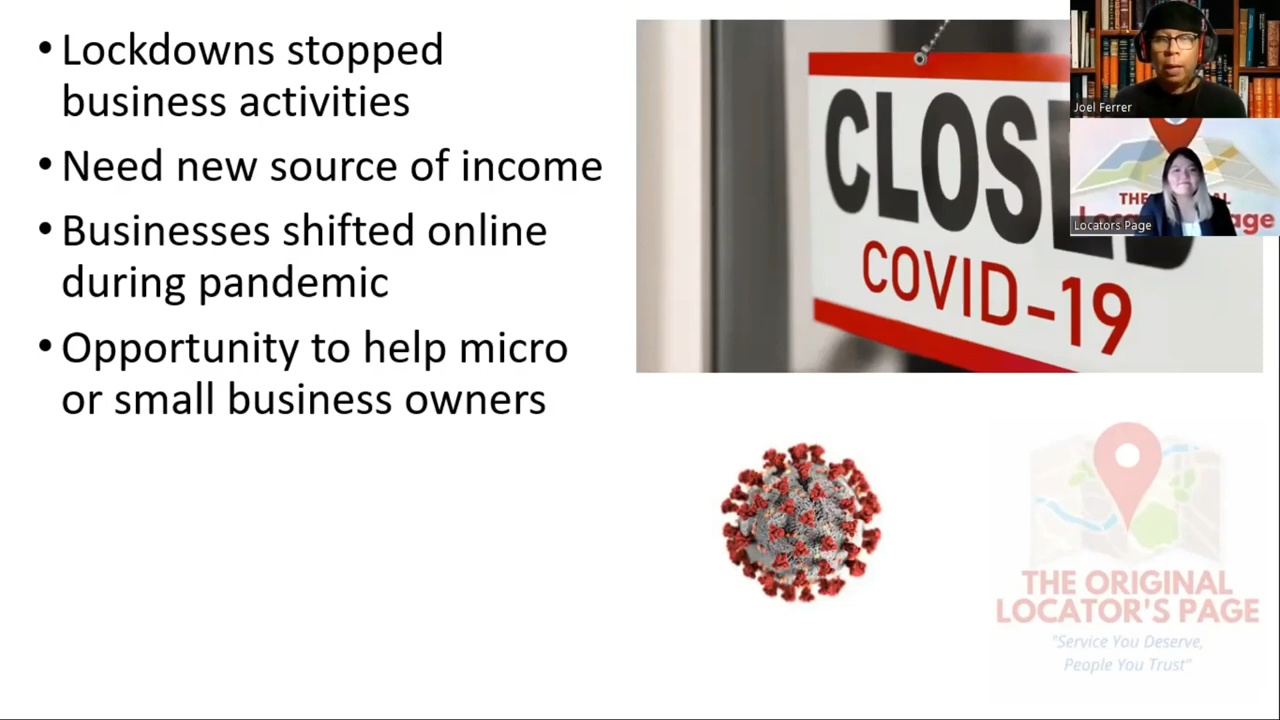 • Lockdowns stopped
business activities
• Need new source of income
• Businesses shifted online
during pandemic
• Opportunity to help micro
or small business owners
CLOSED
COVID-19
Joel Ferrer
Locators Page
THE ORIGINAL
LOCATOR'S PAGE
"Service You Deserve,
People You Trust"